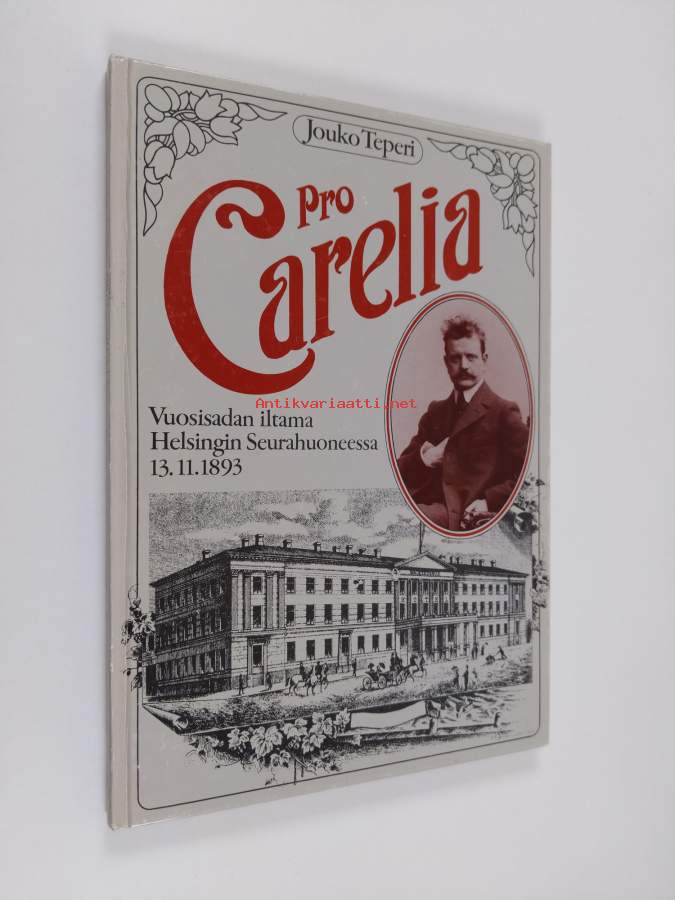 Jouko Teperi
Pro
Carelia
Antikvariaatti.net
Vuosisadan iltama
Helsingin Seurahuoneessa
13.11.1893